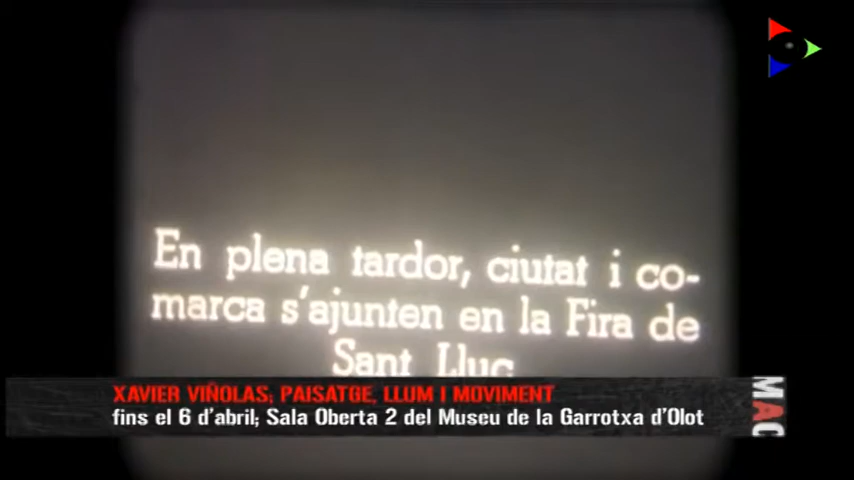 En plena tardor, ciutat i co-
marca s'ajunten en la Fira de
Sant Lluc
XAVIER VIÑOLAS; PAISATGE, LLUM I MOVIMENT
fins el 6 d'abril; Sala Oberta 2 del Museu de la Garrotxa d'Olot
MAC